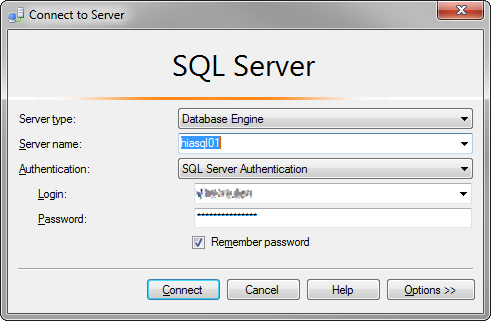 Connect to Server
SQL Server
Server type: Database Engine
Server name: hiasql01
Authentication: SQL Server Authentication
Login:
Password: ***************
Remember password
Connect Cancel Help Options >>